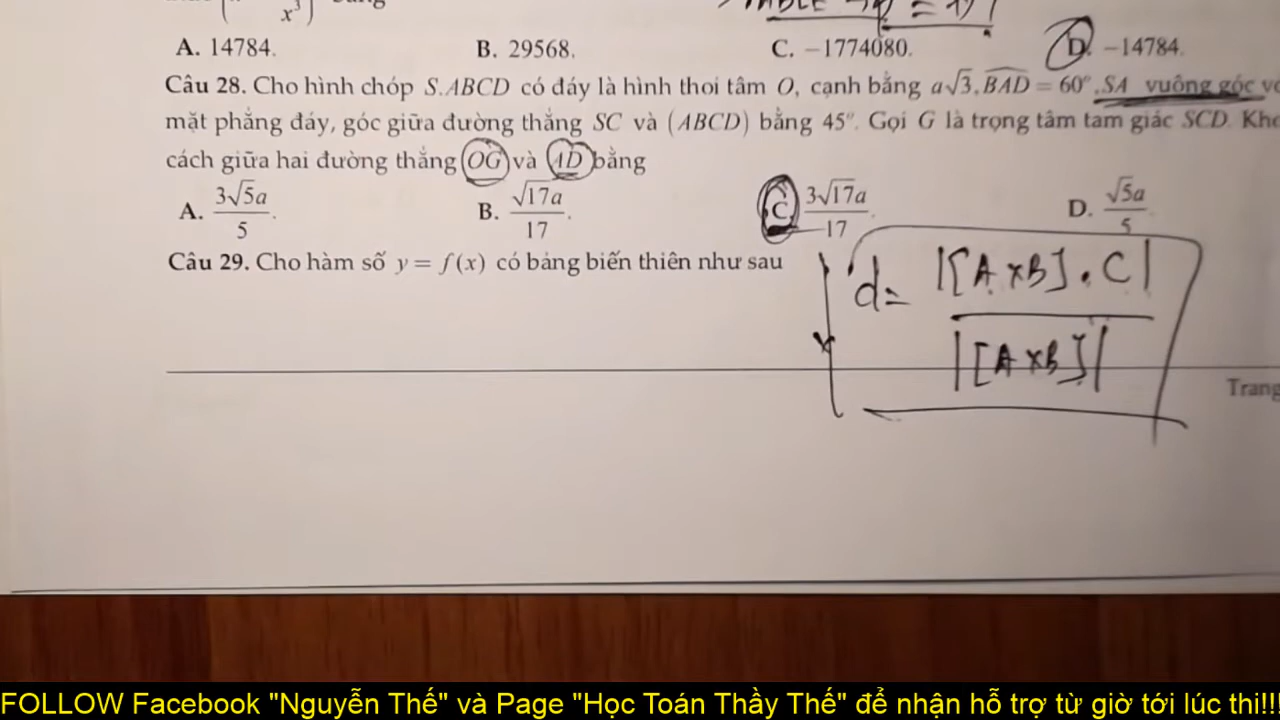 x³
A. 14784. B. 29568. C. −1774080. D. −14784.
Câu 28. Cho hình chóp S.ABCD có đáy là hình thoi tâm O, cạnh bằng a√3, BAD = 60°, SA vuông góc
mặt phẳng đáy, góc giữa đường thẳng SC và (ABCD) bằng 45°. Gọi G là trọng tâm tam giác SCD.
cách giữa hai đường thẳng OG và AD bằng
A. 3√5a/5. B. √17a/17. C. 3√17a/17. D. √5a/5
Câu 29. Cho hàm số y = f(x) có bảng biến thiên như sau
d = |[A×B].C| / |[A×B]|
Trang
FOLLOW Facebook "Nguyễn Thế" và Page "Học Toán Thầy Thế" để nhận hỗ trợ từ giờ tới lúc thi!!!